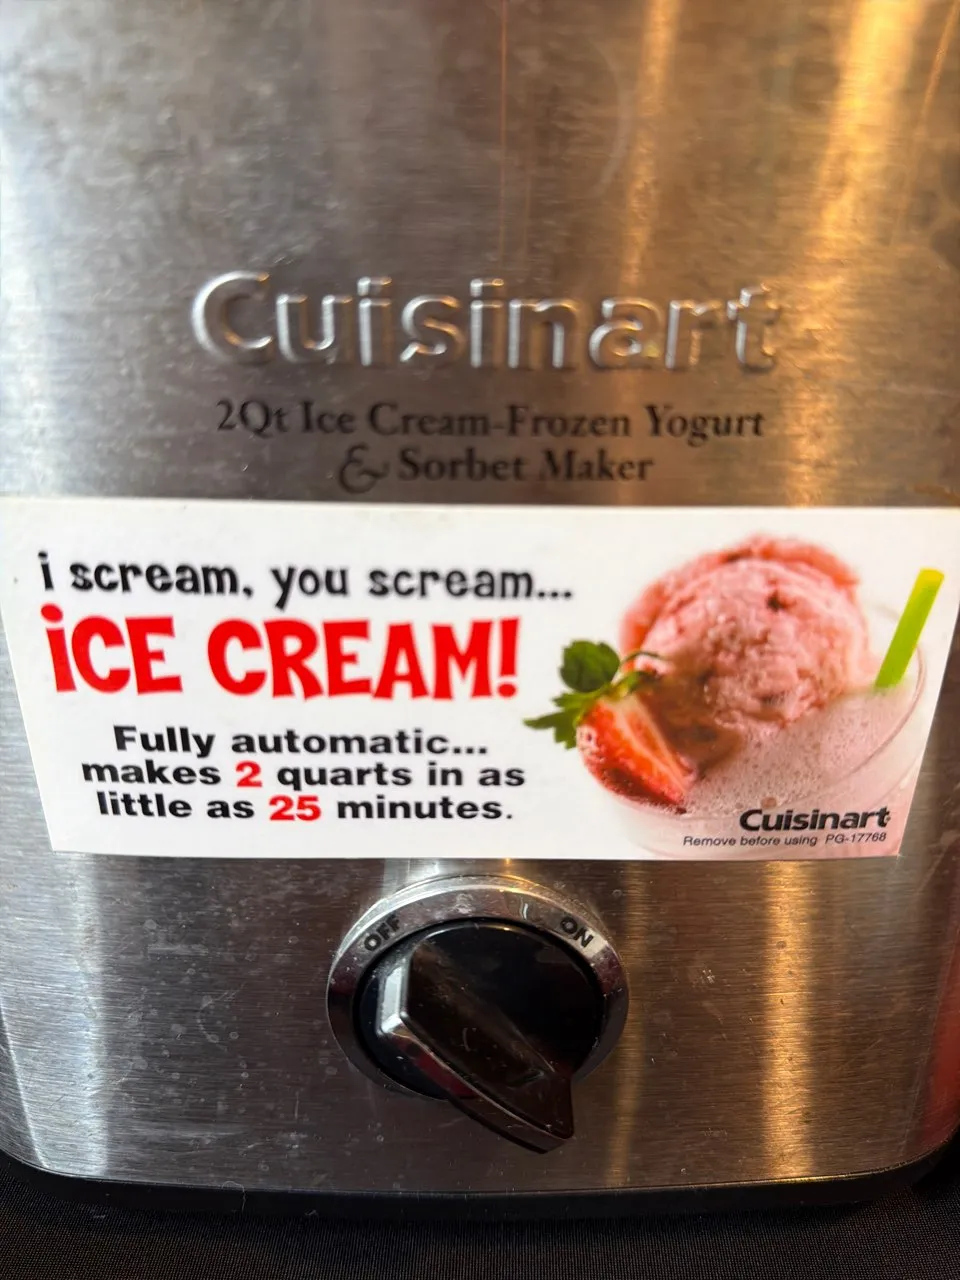 Cuisinart
2Qt Ice Cream-Frozen Yogurt
& Sorbet Maker
i scream, you scream...
iCE CREAM!
Fully automatic...
makes 2 quarts in as
little as 25 minutes.
Cuisinart
Remove before using PG-17768
OFF ON